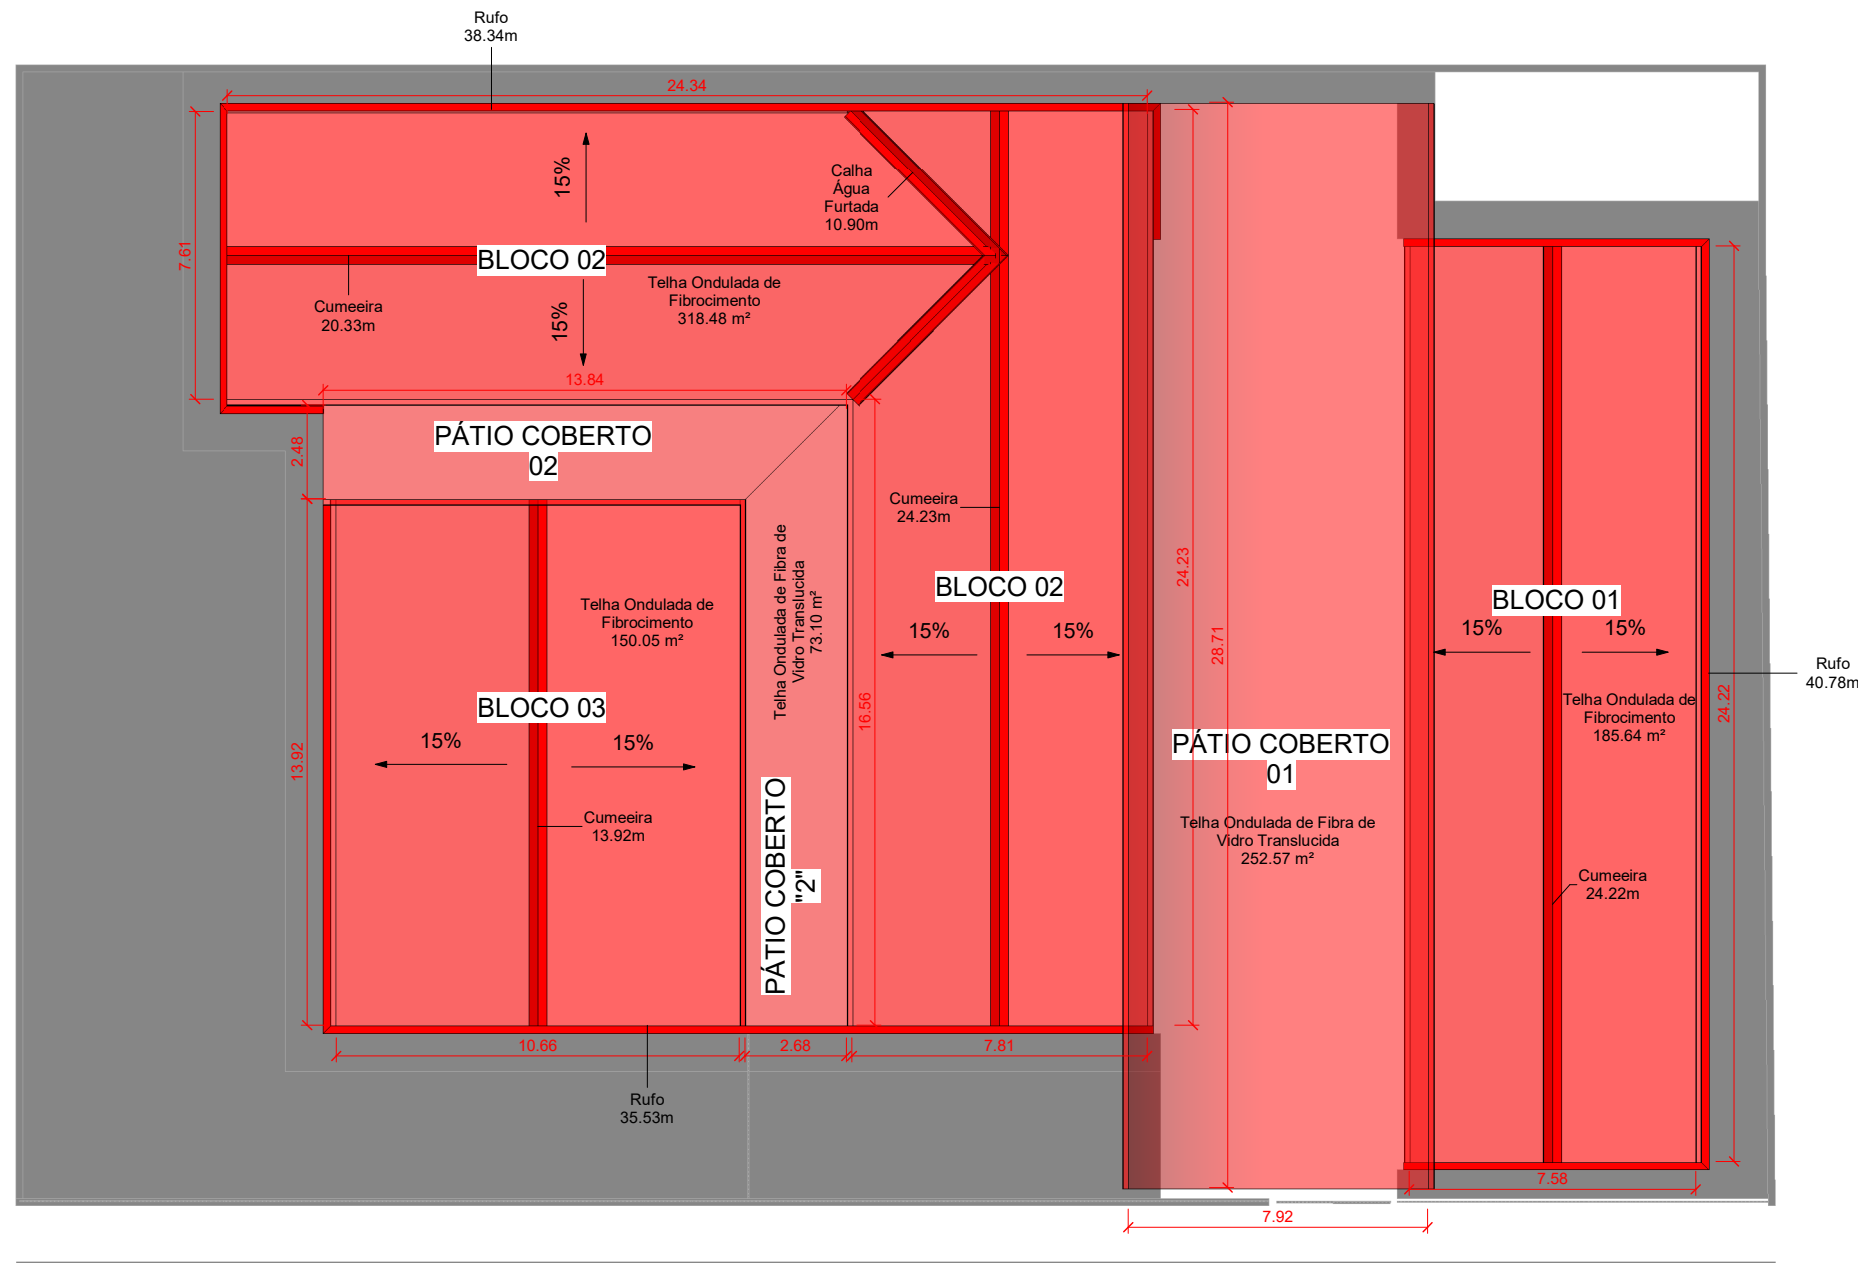 Rufo
38.34m
24.34
7.61
15%
Calha
Água
Furtada
10.90m
BLOCO 02
Cumeeira
20.33m
Telha Ondulada de
Fibrocimento
318.48 m²
15%
13.84
2.48
PÁTIO COBERTO
02
Cumeeira
24.23m
24.23
28.71
Telha Ondulada de Fibra de
Vidro Translucida
73.10 m²
Telha Ondulada de
Fibrocimento
150.05 m²
BLOCO 02
15%
15%
BLOCO 03
15%
15%
13.92
16.56
Cumeeira
13.92m
PÁTIO COBERTO
"2"
PÁTIO COBERTO
01
Telha Ondulada de Fibra de
Vidro Translucida
252.57 m²
BLOCO 01
15%
15%
Telha Ondulada de
Fibrocimento
185.64 m²
24.22
Rufo
40.78m
Cumeeira
24.22m
10.66
2.68
7.81
Rufo
35.53m
7.58
7.92